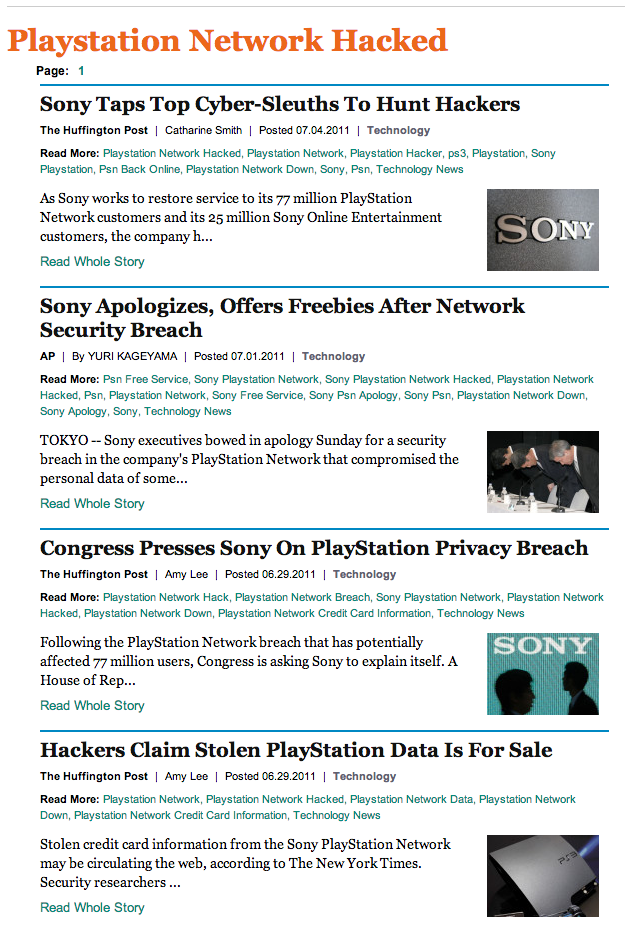 Playstation Network Hacked
Page: 1
Sony Taps Top Cyber-Sleuths To Hunt Hackers
The Huffington Post | Catharine Smith | Posted 07.04.2011 | Technology
Read More: Playstation Network Hacked, Playstation Network, Playstation Hacker, ps3, Playstation, Sony
Playstation, Psn Back Online, Playstation Network Down, Sony, Psn, Technology News
As Sony works to restore service to its 77 million PlayStation
Network customers and its 25 million Sony Online Entertainment
customers, the company h...
SONY
Read Whole Story
Sony Apologizes, Offers Freebies After Network
Security Breach
AP | By YURI KAGEYAMA | Posted 07.01.2011 | Technology
Read More: Psn Free Service, Sony Playstation Network, Sony Playstation Network Hacked, Playstation Network
Hacked, Psn, Playstation Network, Sony Free Service, Sony Psn Apology, Sony Psn, Playstation Network Down,
Sony Apology, Sony, Technology News
TOKYO -- Sony executives bowed in apology Sunday for a security
breach in the company's PlayStation Network that compromised the
personal data of some...
Read Whole Story
Congress Presses Sony On PlayStation Privacy Breach
The Huffington Post | Amy Lee | Posted 06.29.2011 | Technology
Read More: Playstation Network Hack, Playstation Network Breach, Sony Playstation Network, Playstation Network
Hacked, Playstation Network Down, Playstation Network Credit Card Information, Technology News
Following the PlayStation Network breach that has potentially
affected 77 million users, Congress is asking Sony to explain itself. A
House of Rep...
SONY
Read Whole Story
Hackers Claim Stolen PlayStation Data Is For Sale
The Huffington Post | Amy Lee | Posted 06.29.2011 | Technology
Read More: Playstation Network, Playstation Network Hacked, Playstation Network Data, Playstation Network
Down, Playstation Network Credit Card Information, Technology News
Stolen credit card information from the Sony PlayStation Network
may be circulating the web, according to The New York Times.
Security researchers ...
PS3
Read Whole Story